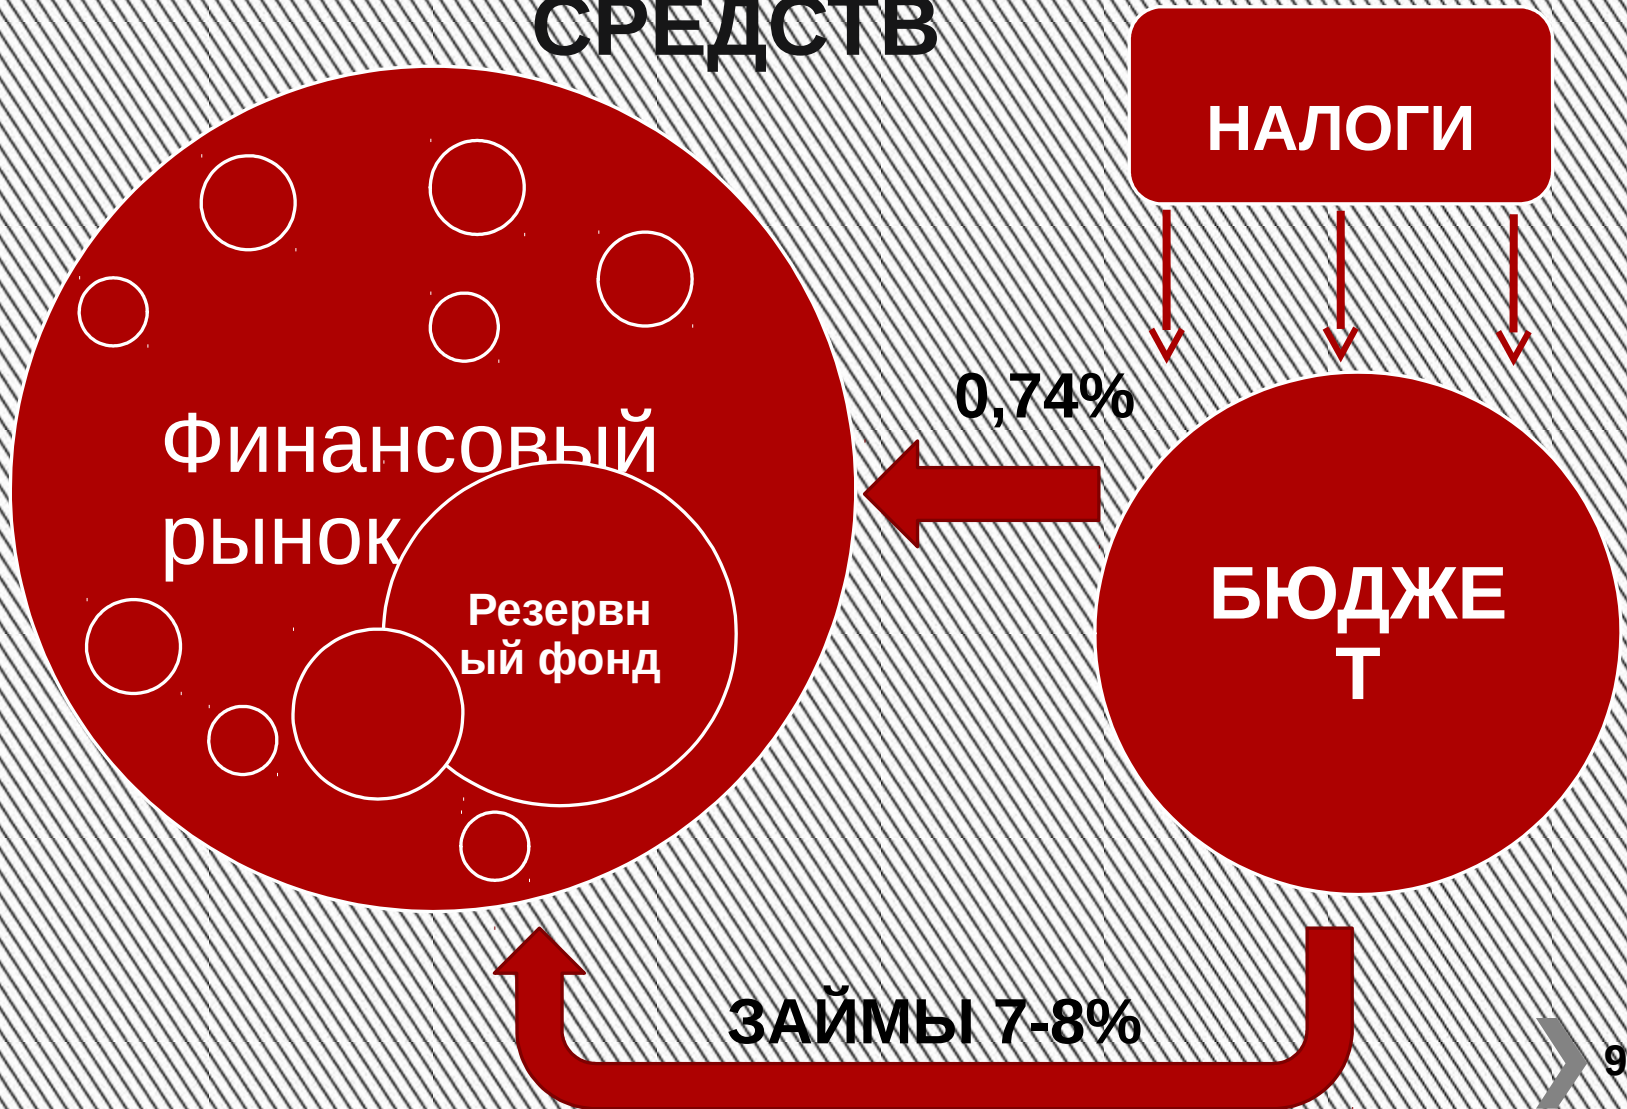 СРЕДСТВ
НАЛОГИ
0,74%
Финансовый
рынок
Резервн
ый фонд
БЮДЖЕ
Т
ЗАЙМЫ 7-8%
9